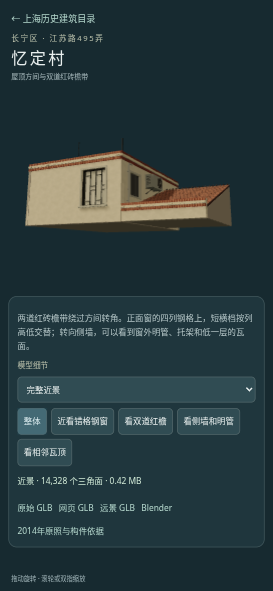 ← 上海历史建筑目录
长宁区 · 江苏路495弄
忆定村
屋顶方间与双道红砖檐带
两道红砖檐带绕过方间转角。正面窗的四列钢格上，短横档按列
高低交替；转向侧墙，可以看到窗外明管、托架和低一层的瓦
面。
模型细节
完整近景
整体 近看错格钢窗 看双道红檐 看侧墙和明管
看相邻瓦顶
近景 · 14,328 个三角面 · 0.42 MB
原始 GLB 网页 GLB 远景 GLB Blender
2014年原照与构件依据
拖动旋转 · 滚轮或双指缩放